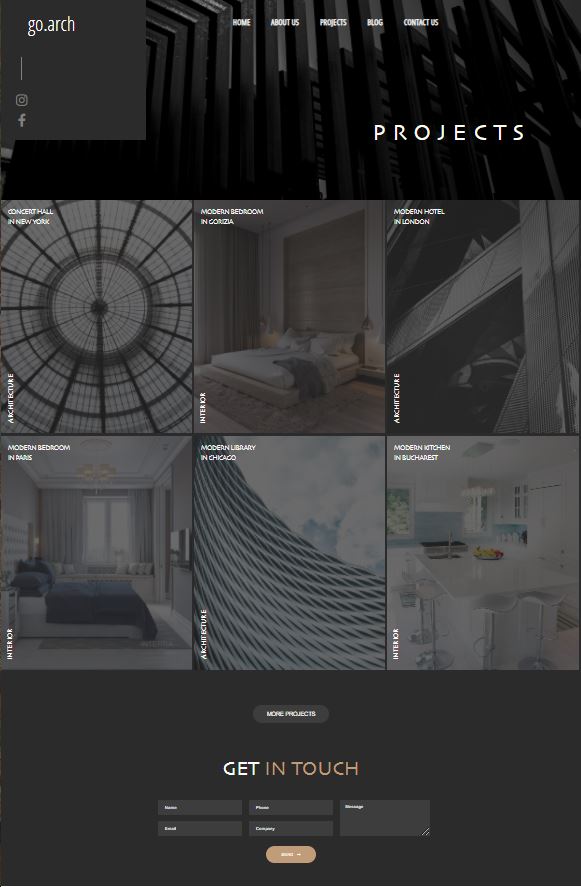 go.arch
HOME ABOUT US PROJECTS BLOG CONTACT US
PROJECTS
CONCERT HALL
IN NEW YORK
ARCHITECTURE
MODERN BEDROOM
IN GORIZIA
INTERIOR
MODERN HOTEL
IN LONDON
ARCHITECTURE
MODERN BEDROOM
IN PARIS
INTERIOR
MODERN LIBRARY
IN CHICAGO
ARCHITECTURE
MODERN KITCHEN
IN BUCHAREST
INTERIOR
MORE PROJECTS
GET IN TOUCH
Name
Phone
Message
Email
Company
SEND →